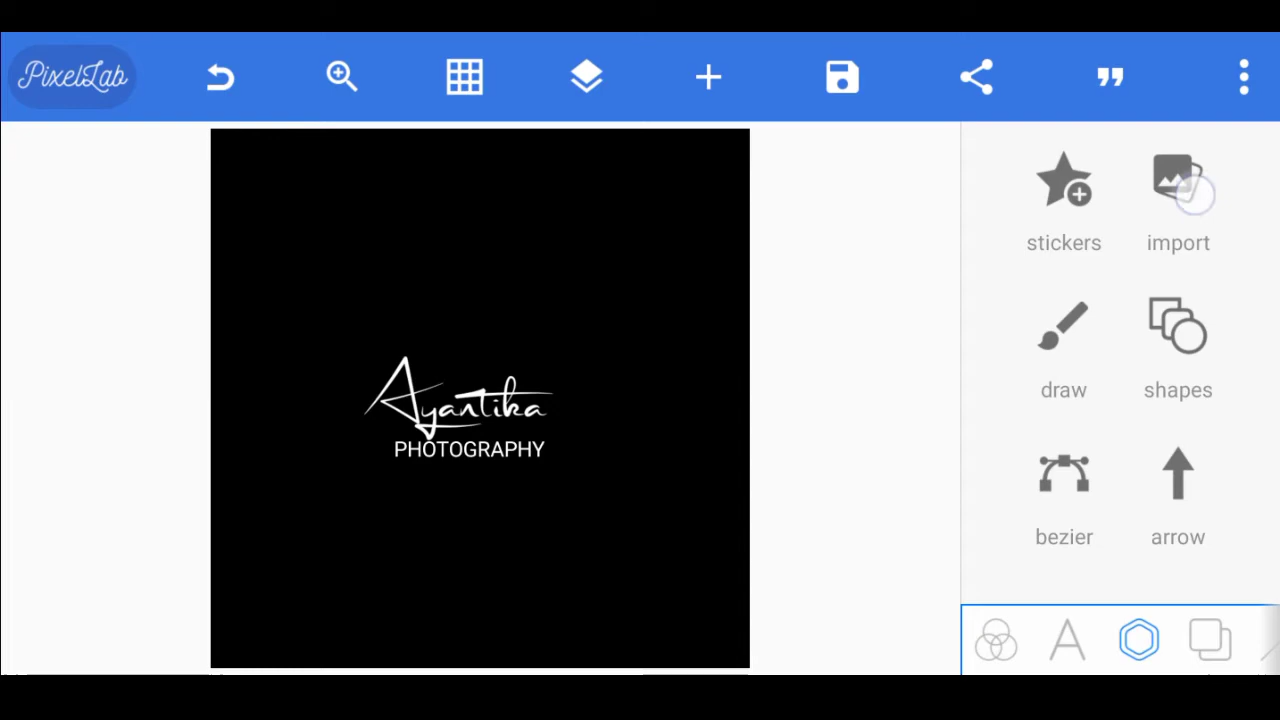 PixelLab
stickers
import
Ayantika
PHOTOGRAPHY
draw
shapes
bezier
arrow